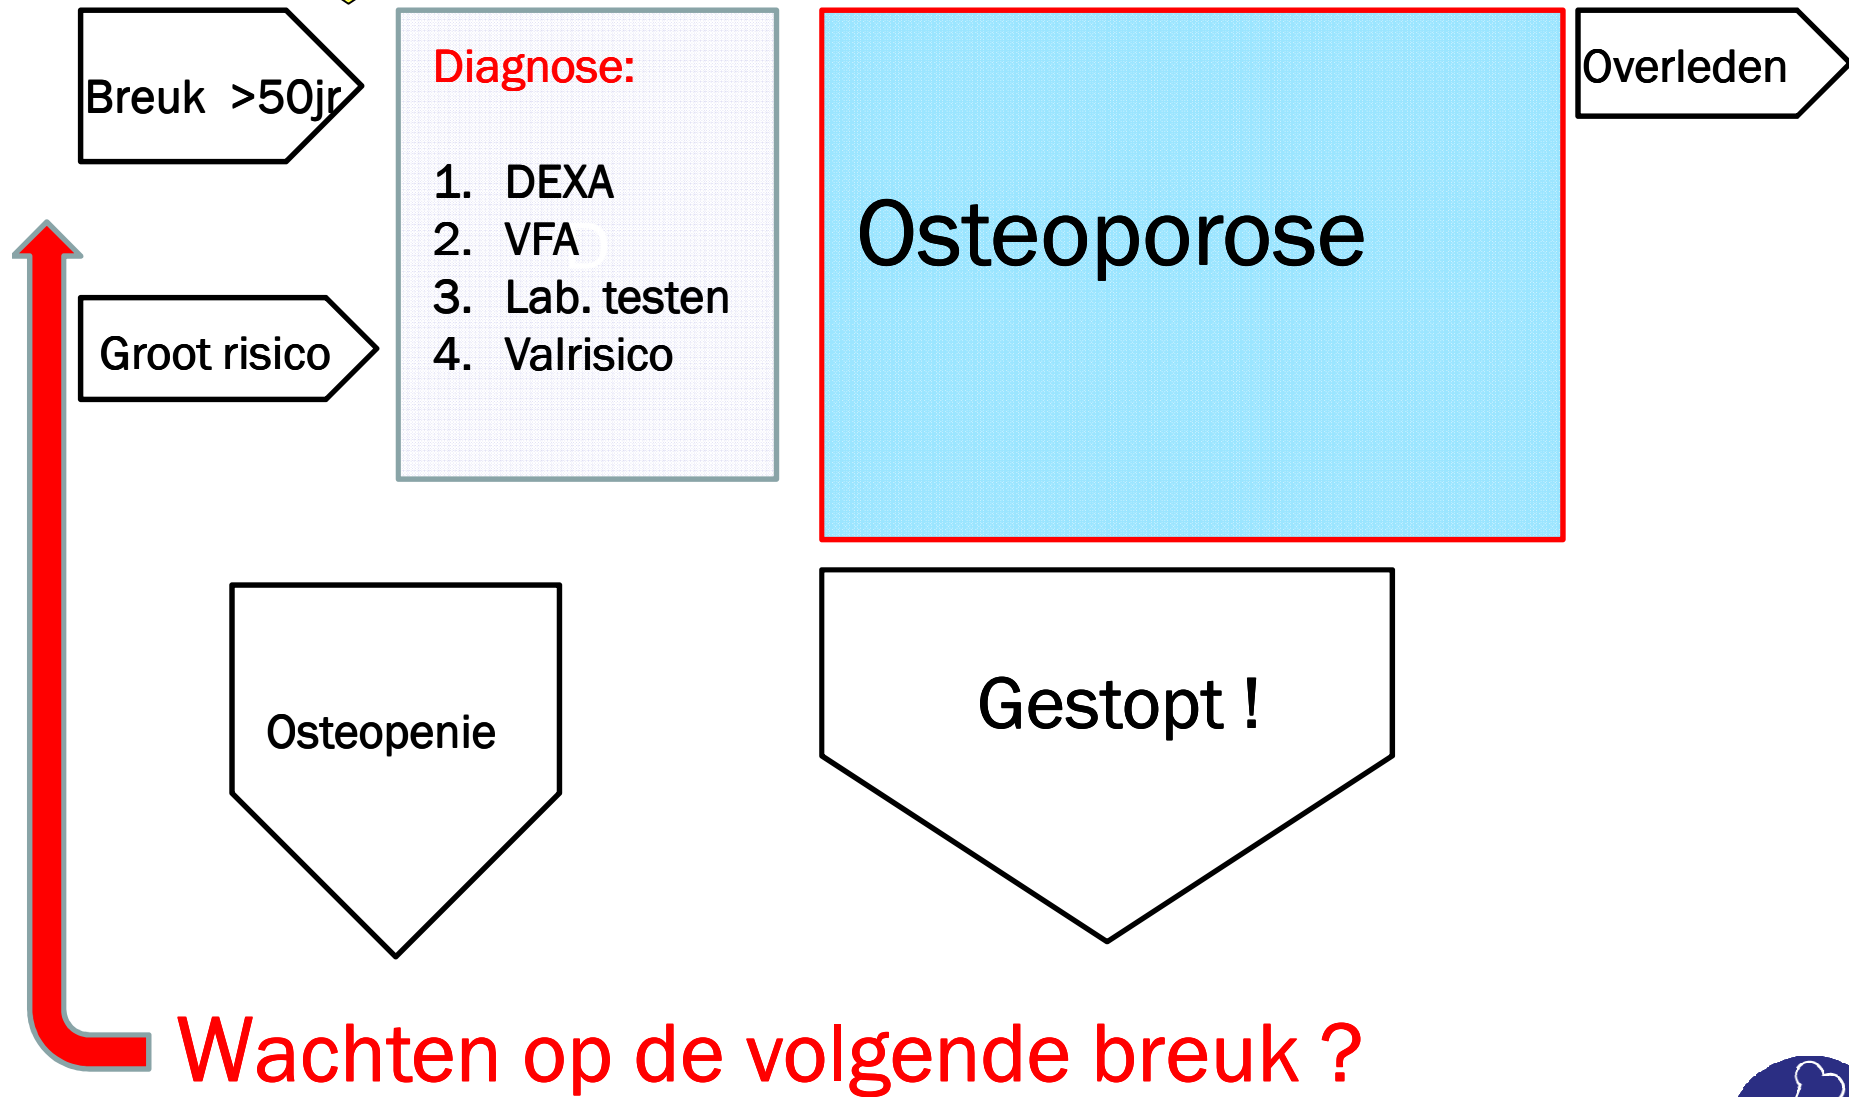 Breuk >50jr
Groot risico
Diagnose:
1. DEXA
2. VFA
3. Lab. testen
4. Valrisico
D
Osteoporose
Overleden
Osteopenie
Gestopt !
Wachten op de volgende breuk ?